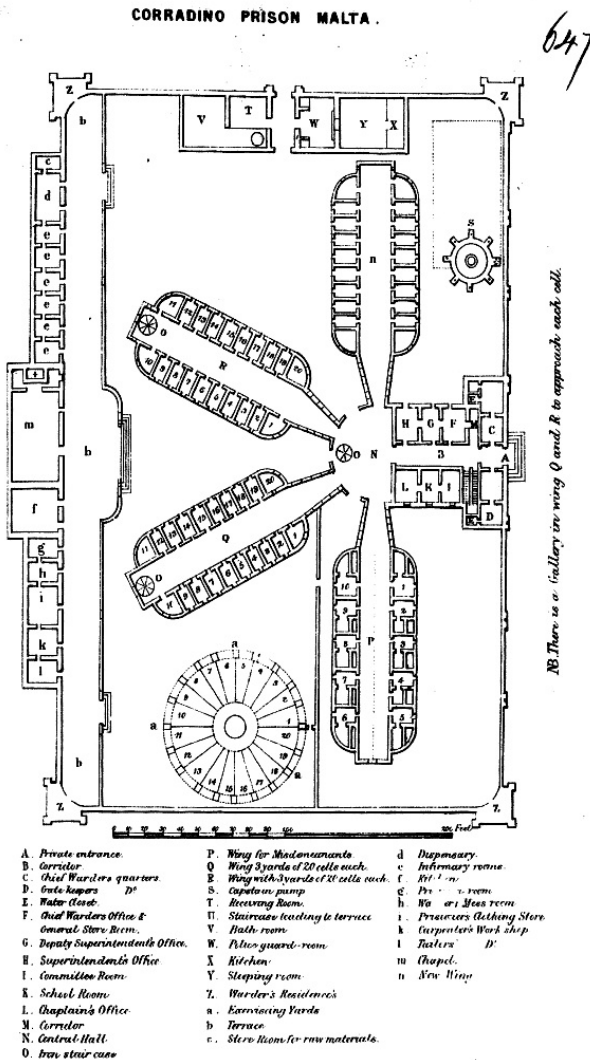 CORRADINO PRISON MALTA.
647
NB. There is a Gallery in wing Q and R to approach each cell.
A. Private entrance.
B. Corridor
C. Chief Warders quarters.
D. Gate keepers Dº
E. Water Closet.
F. Chief Warders Office &
General Store Room.
G. Deputy Superintendent's Office.
H. Superintendent's Office
I. Committee Room
K. School Room
L. Chaplain's Office
M. Corridor
N. Central Hall
O. Iron stair case
P. Wing for Misdemeanants
Q Wing 3 yards of 20 cells each.
R. Wing with 3 yards of 20 cells each.
S. Capstain pump
T. Receiving Room.
Staircase leading to terrace
V. Bath room
W. Police guard-room
X Kitchen
Y. Sleeping room
Z. Warder's Residence's
a. Exercising Yards
b Terrace
c. Store Room for raw materials.
d Dispensary.
e Infirmary rooms.
f.
g room
h. Mess room
i. Prisoners Clothing Store
k Carpenter's Work shop
l Tailors' Dº
m Chapel.
n New Wing